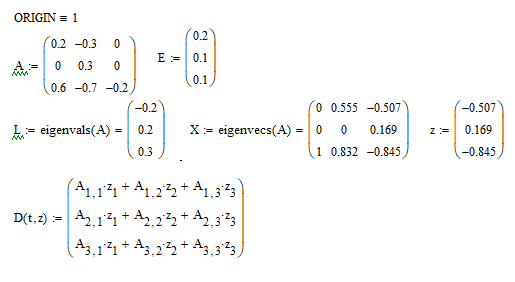 ORIGIN ≡ 1
A := (0.2 −0.3 0; 0 0.3 0; 0.6 −0.7 −0.2) E := (0.2; 0.1; 0.1)
L := eigenvals(A) = (−0.2; 0.2; 0.3) X := eigenvecs(A) = (0 0.555 −0.507; 0 0 0.169; 1 0.832 −0.845) z := (−0.507; 0.169; −0.845)
D(t,z) := (A1,1·z1 + A1,2·z2 + A1,3·z3; A2,1·z1 + A2,2·z2 + A2,3·z3; A3,1·z1 + A3,2·z2 + A3,3·z3)